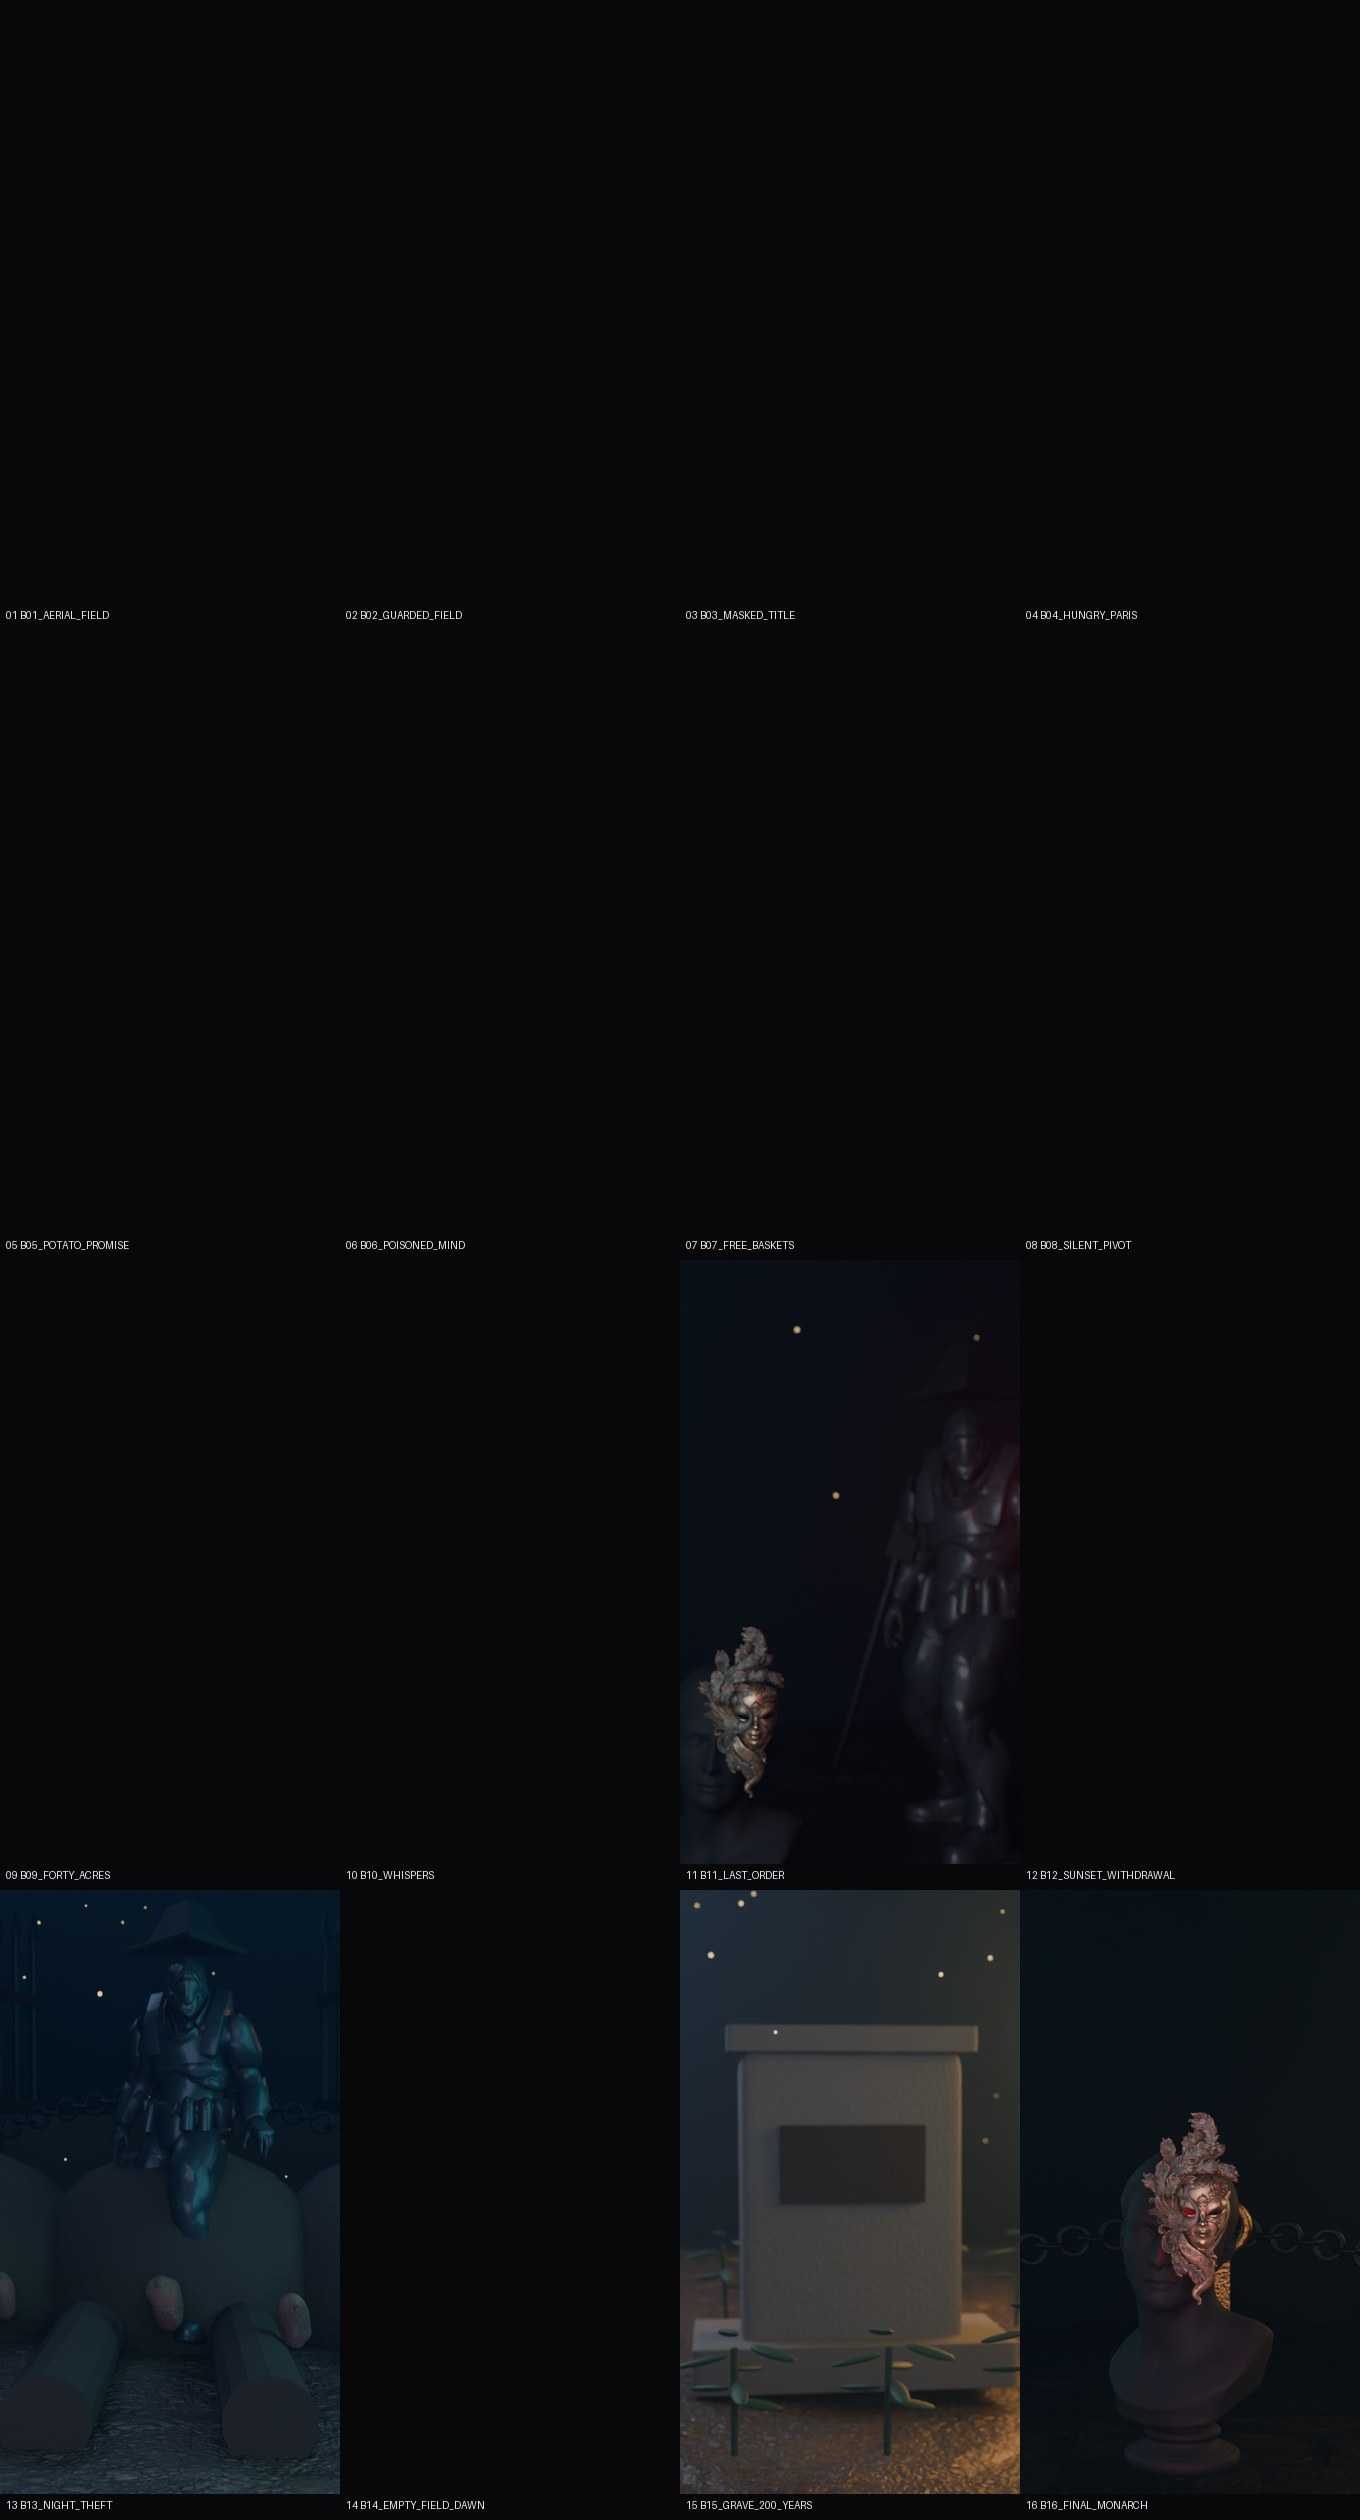 01 B01_AERIAL_FIELD
02 B02_GUARDED_FIELD
03 B03_MASKED_TITLE
04 B04_HUNGRY_PARIS
05 B05_POTATO_PROMISE
06 B06_POISONED_MIND
07 B07_FREE_BASKETS
08 B08_SILENT_PIVOT
09 B09_FORTY_ACRES
10 B10_WHISPERS
11 B11_LAST_ORDER
12 B12_SUNSET_WITHDRAWAL
13 B13_NIGHT_THEFT
14 B14_EMPTY_FIELD_DAWN
15 B15_GRAVE_200_YEARS
16 B16_FINAL_MONARCH